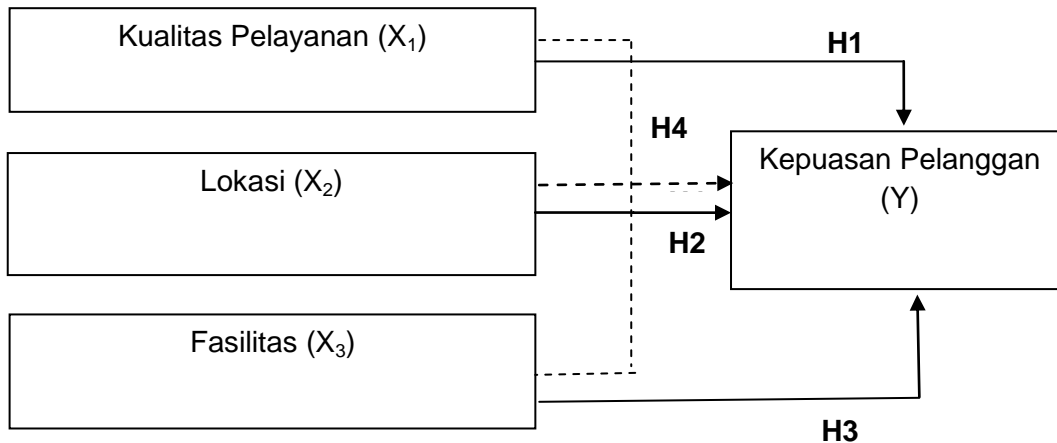 Kualitas Pelayanan (X₁)
H1
H4
Kepuasan Pelanggan
(Y)
Lokasi (X₂)
H2
Fasilitas (X₃)
H3